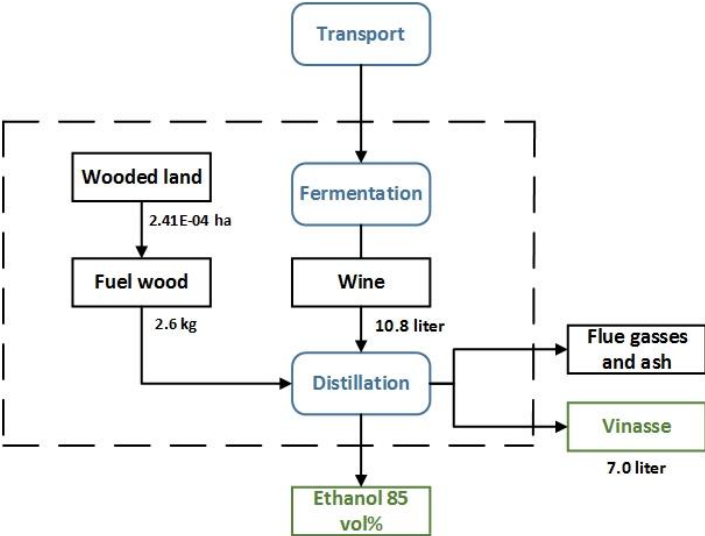 Transport
Wooded land
Fermentation
2.41E-04 ha
Fuel wood
Wine
2.6 kg
10.8 liter
Flue gasses
and ash
Distillation
Vinasse
7.0 liter
Ethanol 85
vol%